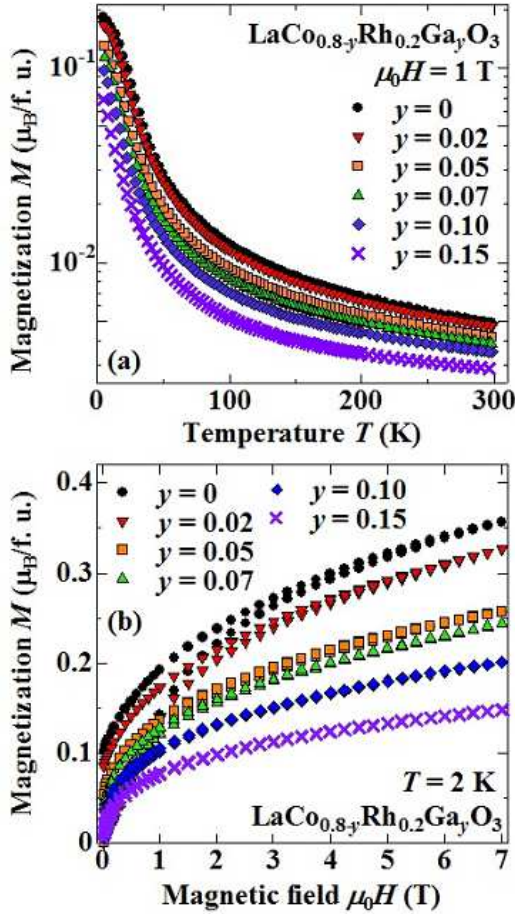 LaCo0.8-yRh0.2GayO3
μ0H = 1 T
y = 0
y = 0.02
y = 0.05
y = 0.07
y = 0.10
y = 0.15
10-1
10-2
Magnetization M (μB/f. u.)
(a)
0 100 200 300
Temperature T (K)
0.4
0.3
0.2
0.1
0
Magnetization M (μB/f. u.)
y = 0
y = 0.02
y = 0.05
y = 0.07
y = 0.10
y = 0.15
(b)
T = 2 K
LaCo0.8-yRh0.2GayO3
0 1 2 3 4 5 6 7
Magnetic field μ0H (T)